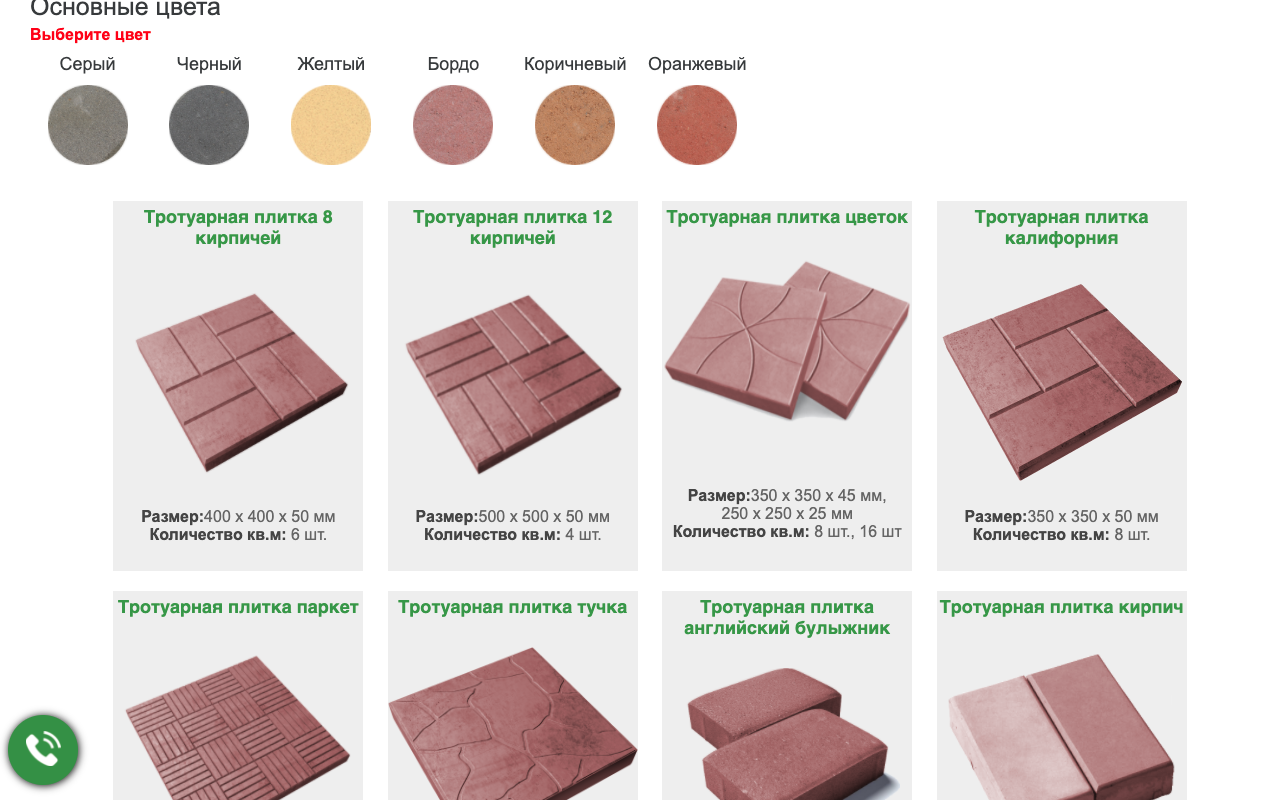 Основные цвета
Выберите цвет
Серый
Черный
Желтый
Бордо
Коричневый
Оранжевый
Тротуарная плитка 8
кирпичей
Размер:400 х 400 х 50 мм
Количество кв.м: 6 шт.
Тротуарная плитка 12
кирпичей
Размер:500 х 500 х 50 мм
Количество кв.м: 4 шт.
Тротуарная плитка цветок
Размер:350 х 350 х 45 мм,
250 х 250 х 25 мм
Количество кв.м: 8 шт., 16 шт
Тротуарная плитка
калифорния
Размер:350 х 350 х 50 мм
Количество кв.м: 8 шт.
Тротуарная плитка паркет
Тротуарная плитка тучка
Тротуарная плитка
английский булыжник
Тротуарная плитка кирпич